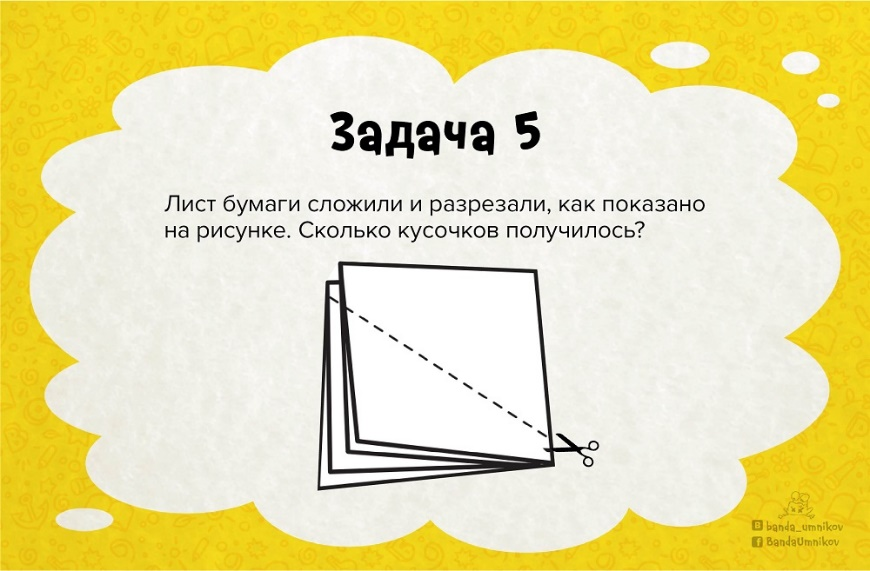 Задача 5
Лист бумаги сложили и разрезали, как показано
на рисунке. Сколько кусочков получилось?
banda_umnikov
BandaUmnikov